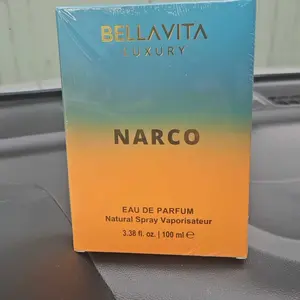 BELLAVITA
LUXURY
NARCO
EAU DE PARFUM
Natural Spray Vaporisateur
3.38 fl. oz. | 100 ml ℮